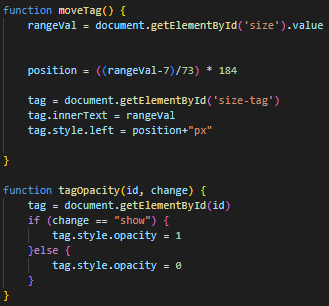 function moveTag() {
    rangeVal = document.getElementById('size').value
    position = ((rangeVal-7)/73) * 184
    tag = document.getElementById('size-tag')
    tag.innerText = rangeVal
    tag.style.left = position+"px"
}
function tagOpacity(id, change) {
    tag = document.getElementById(id)
    if (change == "show") {
        tag.style.opacity = 1
    }else {
        tag.style.opacity = 0
    }
}